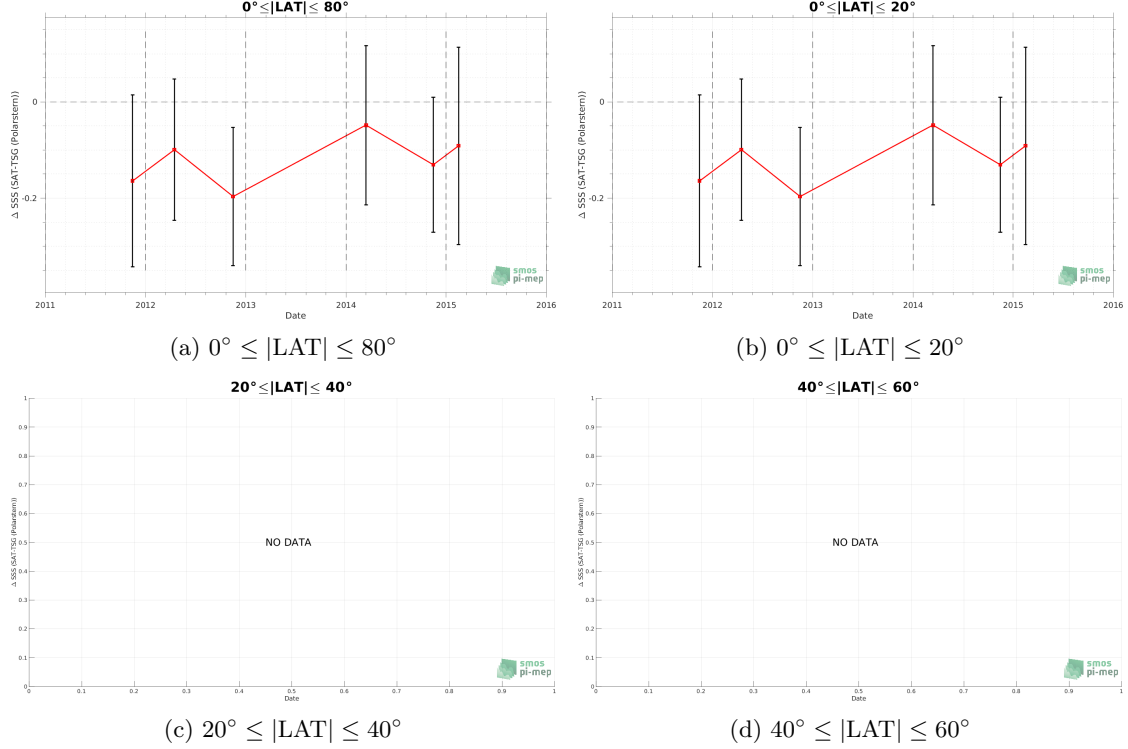 0°≤|LAT|≤ 80°
Δ SSS (SAT-TSG (Polarstern))
0
-0.2
2011 2012 2013 2014 2015 2016
Date
smos
pi-mep
(a) 0° ≤ |LAT| ≤ 80°
0°≤|LAT|≤ 20°
Δ SSS (SAT-TSG (Polarstern))
0
-0.2
2011 2012 2013 2014 2015 2016
Date
smos
pi-mep
(b) 0° ≤ |LAT| ≤ 20°
20°≤|LAT|≤ 40°
Δ SSS (SAT-TSG (Polarstern))
1
0.9
0.8
0.7
0.6
0.5
0.4
0.3
0.2
0.1
0
NO DATA
0 0.1 0.2 0.3 0.4 0.5 0.6 0.7 0.8 0.9 1
Date
smos
pi-mep
(c) 20° ≤ |LAT| ≤ 40°
40°≤|LAT|≤ 60°
Δ SSS (SAT-TSG (Polarstern))
1
0.9
0.8
0.7
0.6
0.5
0.4
0.3
0.2
0.1
0
NO DATA
0 0.1 0.2 0.3 0.4 0.5 0.6 0.7 0.8 0.9 1
Date
smos
pi-mep
(d) 40° ≤ |LAT| ≤ 60°